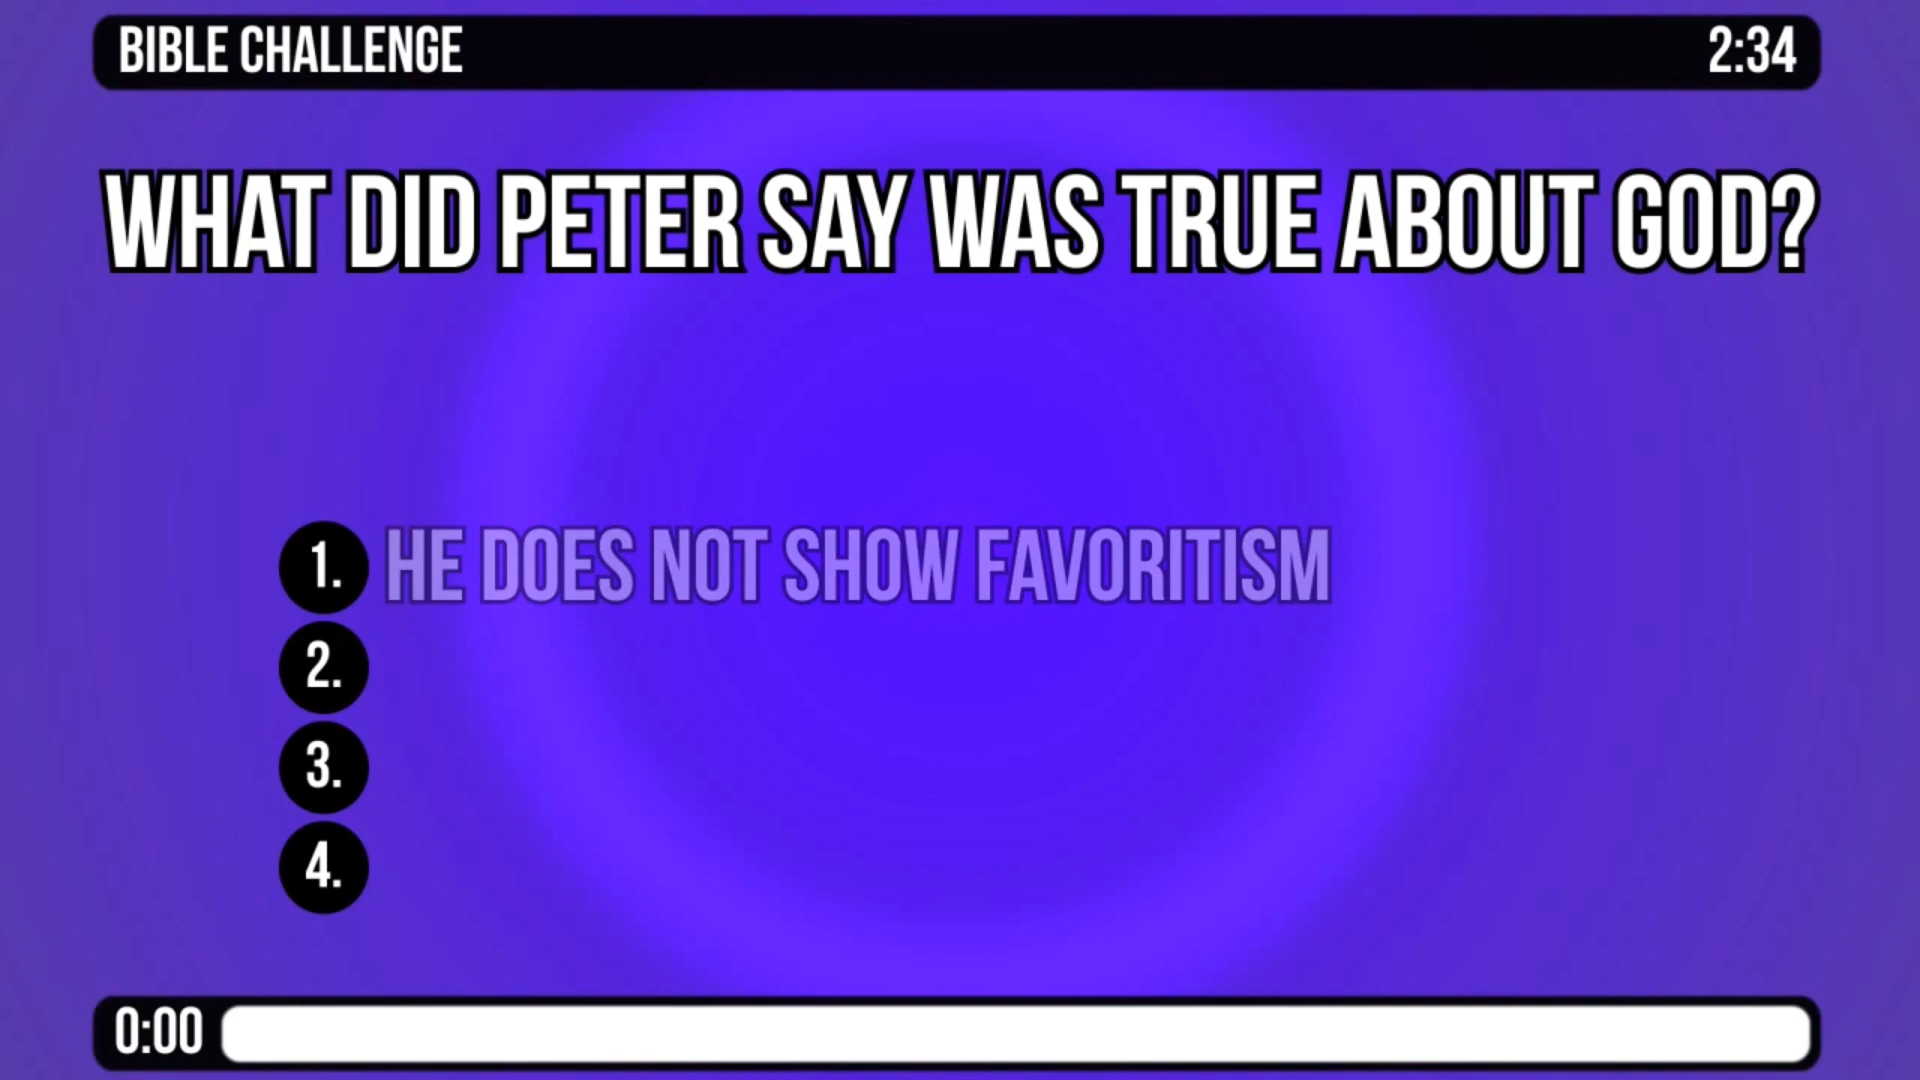 BIBLE CHALLENGE
2:34
WHAT DID PETER SAY WAS TRUE ABOUT GOD?
1. HE DOES NOT SHOW FAVORITISM
2.
3.
4.
0:00